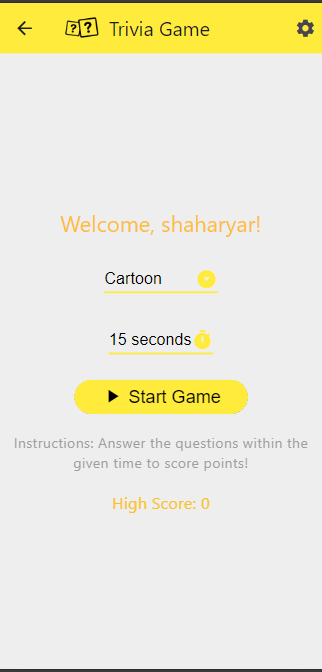 Trivia Game
Welcome, shaharyar!
Cartoon
15 seconds
Start Game
Instructions: Answer the questions within the
given time to score points!
High Score: 0